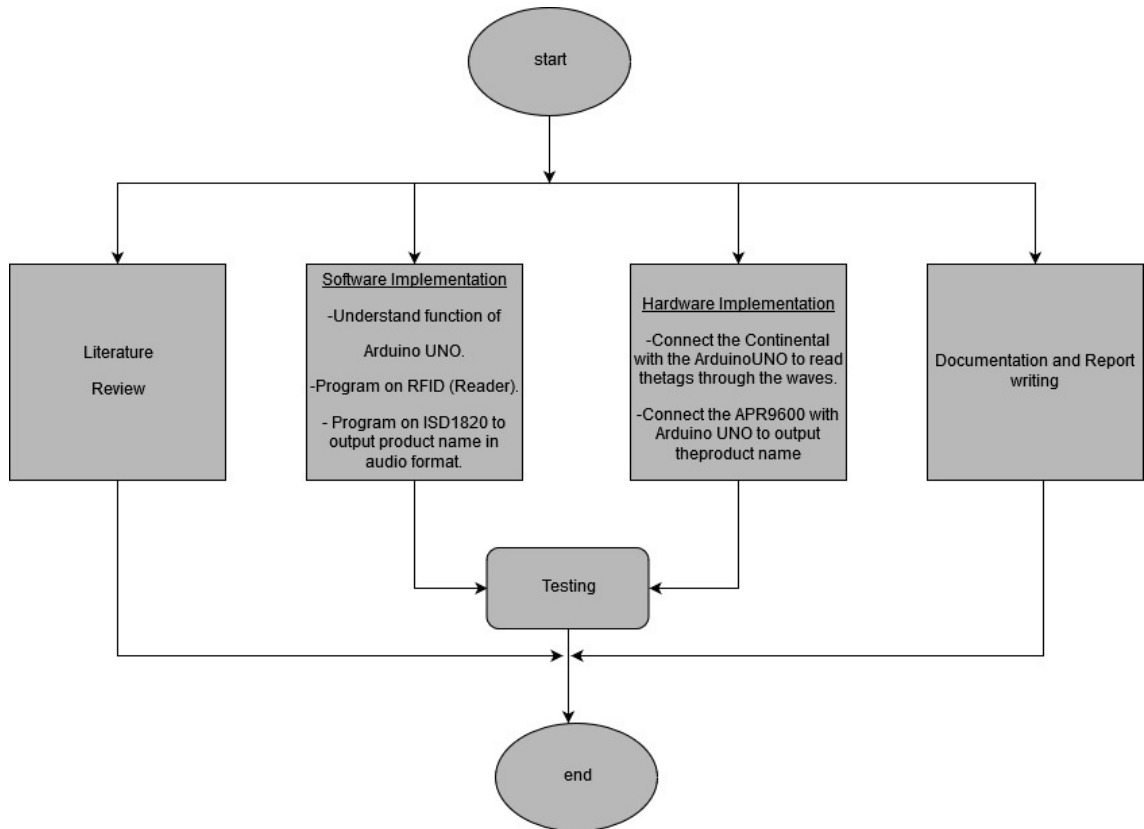 start
Literature
Review
Software Implementation
-Understand function of
Arduino UNO.
-Program on RFID (Reader).
- Program on ISD1820 to
output product name in
audio format.
Hardware Implementation
-Connect the Continental
with the ArduinoUNO to read
thetags through the waves.
-Connect the APR9600 with
Arduino UNO to output
theproduct name
Documentation and Report
writing
Testing
end